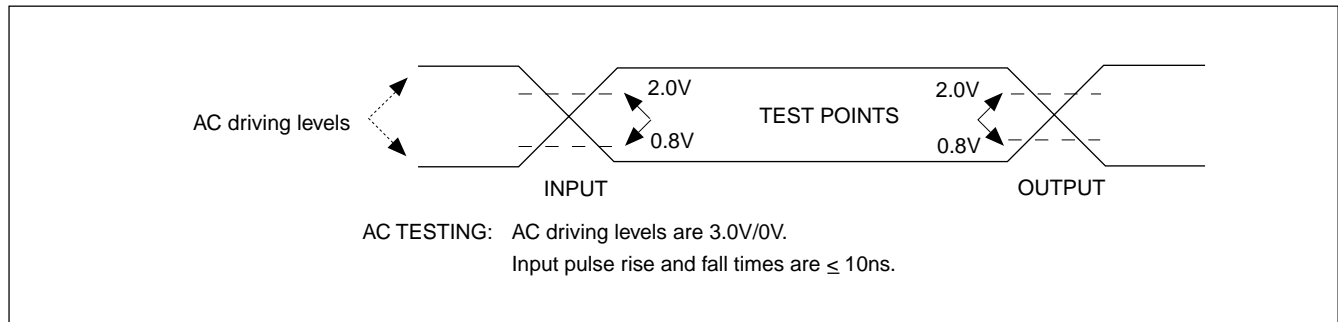 2.0V
2.0V
AC driving levels
TEST POINTS
0.8V
0.8V
INPUT
OUTPUT
AC TESTING: AC driving levels are 3.0V/0V.
Input pulse rise and fall times are ≤ 10ns.